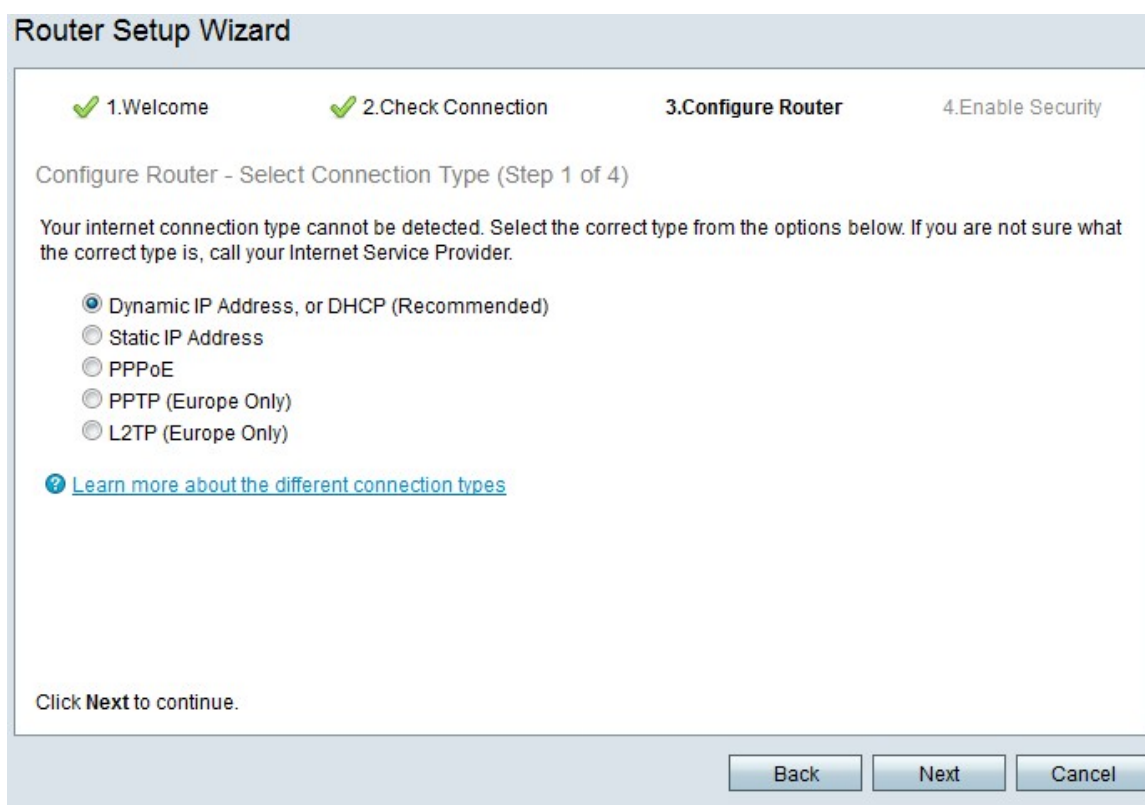 Router Setup Wizard
1.Welcome
2.Check Connection
3.Configure Router
4.Enable Security
Configure Router - Select Connection Type (Step 1 of 4)
Your internet connection type cannot be detected. Select the correct type from the options below. If you are not sure what
the correct type is, call your Internet Service Provider.
Dynamic IP Address, or DHCP (Recommended)
Static IP Address
PPPoE
PPTP (Europe Only)
L2TP (Europe Only)
? Learn more about the different connection types
Click Next to continue.
Back
Next
Cancel